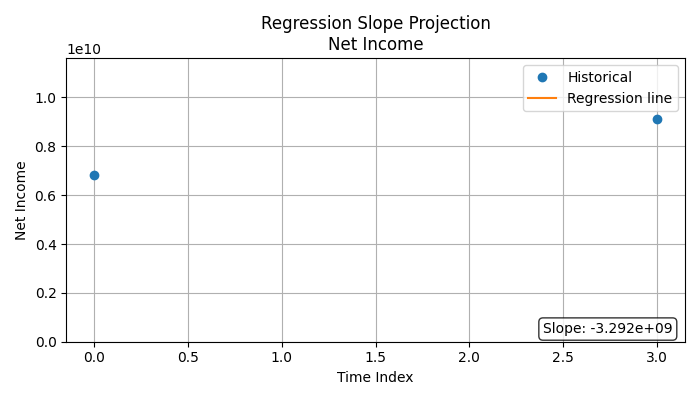 Regression Slope Projection
Net Income
1e10
Historical
Regression line
1.0
0.8
0.6
0.4
0.2
0.0
Net Income
Slope: -3.292e+09
0.0 0.5 1.0 1.5 2.0 2.5 3.0
Time Index